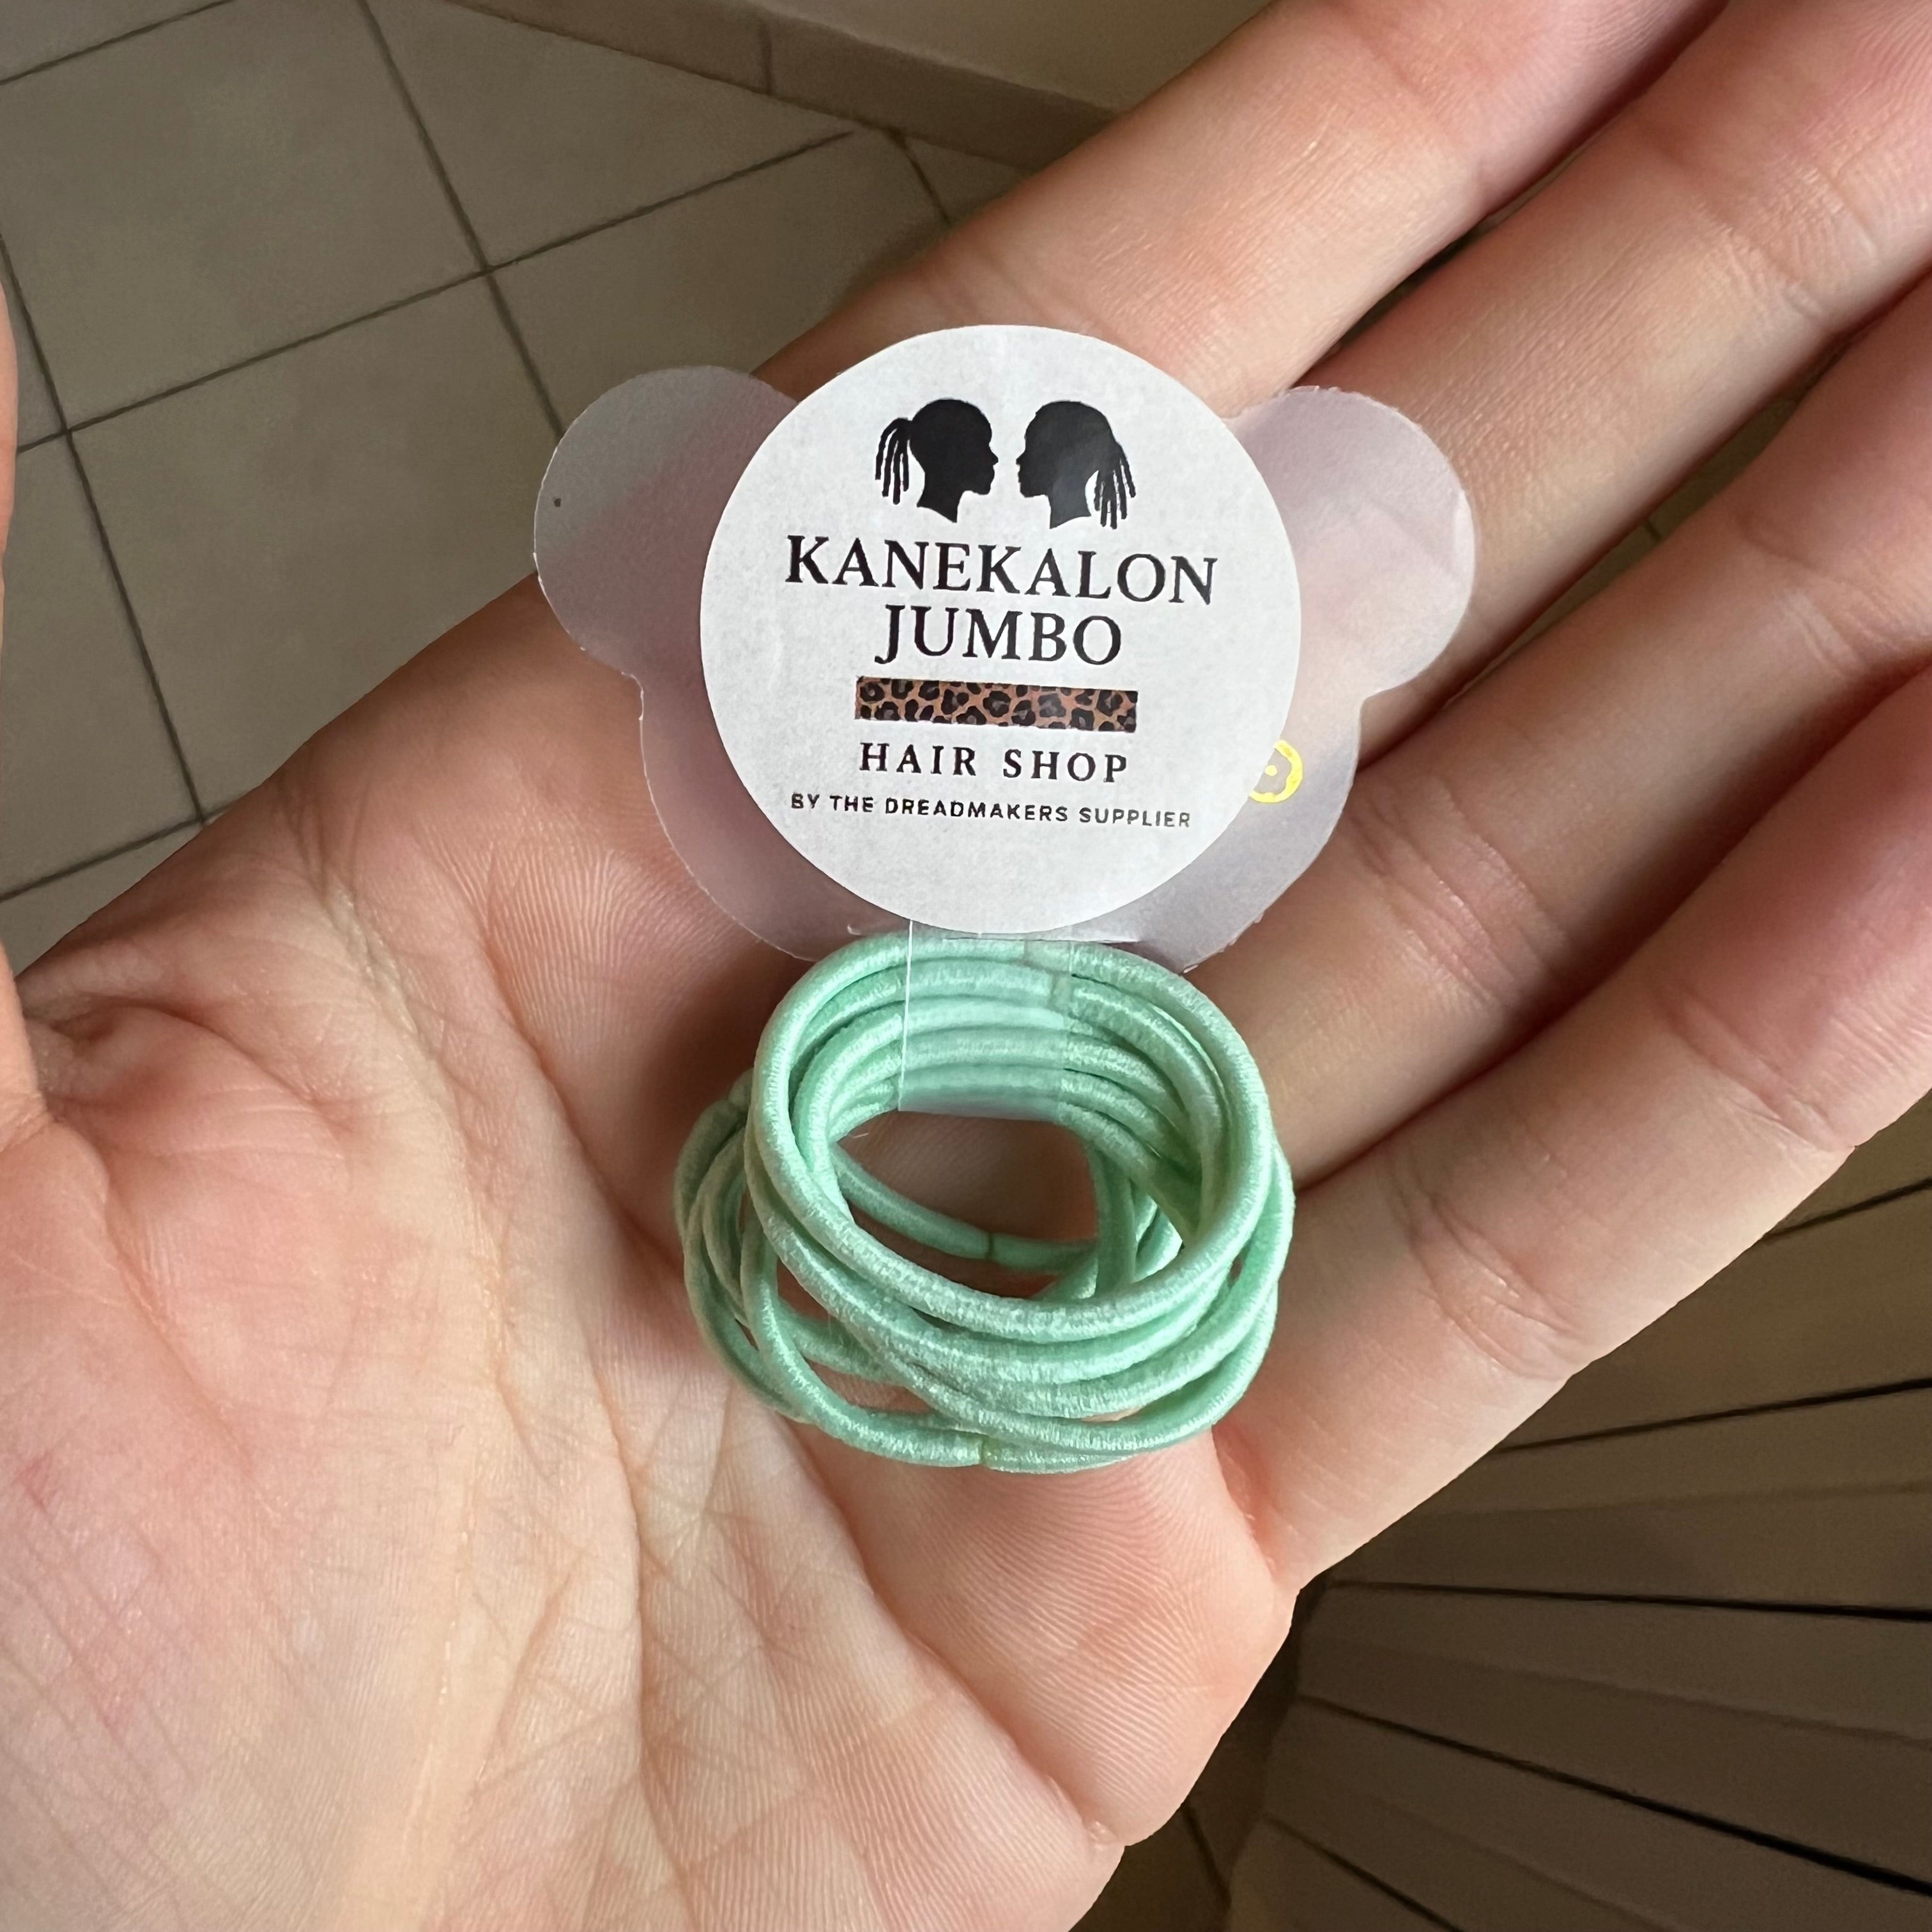 KANEKALON
JUMBO
HAIR SHOP
BY THE DREADMAKERS SUPPLIER